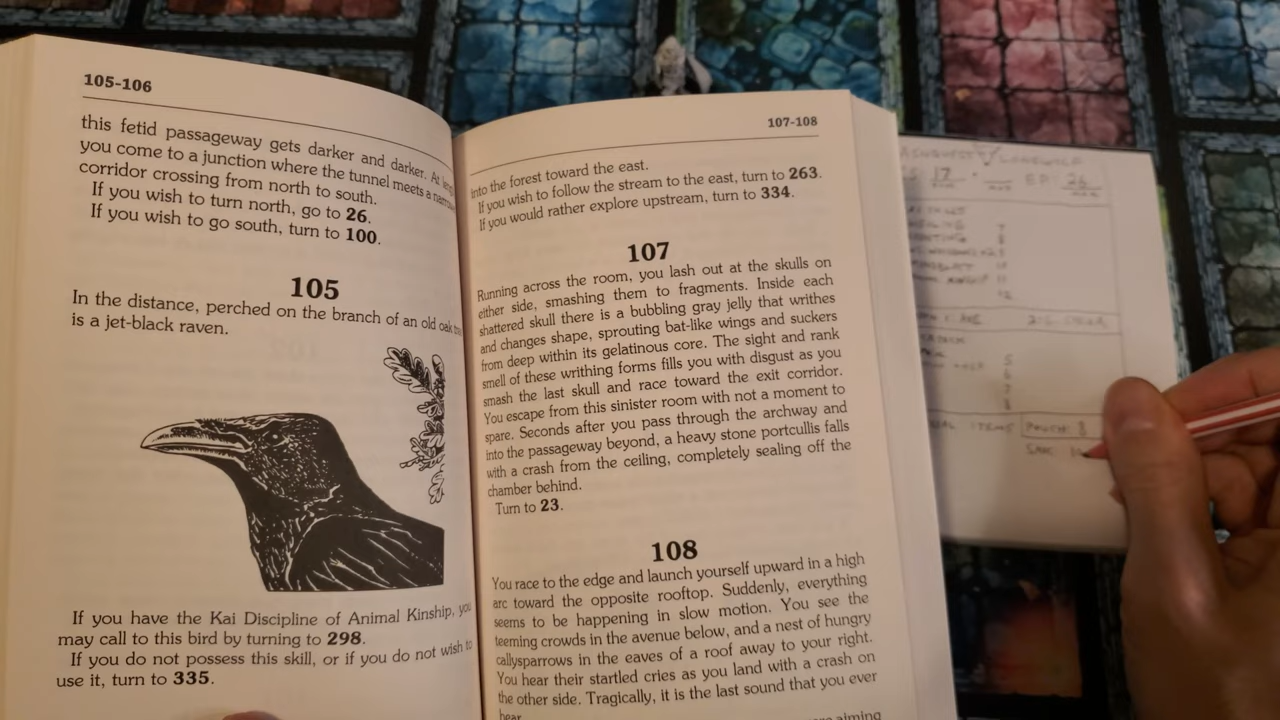 105-106
this fetid passageway gets darker and darker. At
you come to a junction where the tunnel meets a narrow
corridor crossing from north to south.
If you wish to turn north, go to 26.
If you wish to go south, turn to 100.
105
In the distance, perched on the branch of an old oak
is a jet-black raven.
If you have the Kai Discipline of Animal Kinship, you
may call to this bird by turning to 298.
If you do not possess this skill, or if you do not wish to
use it, turn to 335.
107-108
into the forest toward the east.
If you wish to follow the stream to the east, turn to 263.
If you would rather explore upstream, turn to 334.
107
Running across the room, you lash out at the skulls on
either side, smashing them to fragments. Inside each
shattered skull there is a bubbling gray jelly that writhes
and changes shape, sprouting bat-like wings and suckers
from deep within its gelatinous core. The sight and rank
smell of these writhing forms fills you with disgust as you
smash the last skull and race toward the exit corridor.
You escape from this sinister room with not a moment to
spare. Seconds after you pass through the archway and
into the passageway beyond, a heavy stone portcullis falls
with a crash from the ceiling, completely sealing off the
chamber behind.
Turn to 23.
108
You race to the edge and launch yourself upward in a high
arc toward the opposite rooftop. Suddenly, everything
seems to be happening in slow motion. You see the
teeming crowds in the avenue below, and a nest of hungry
callysparrows in the eaves of a roof away to your right.
You hear their startled cries as you land with a crash on
the other side. Tragically, it is the last sound that you ever
hear.
aiming
17
EP: 26
AXE
POUCH: 8